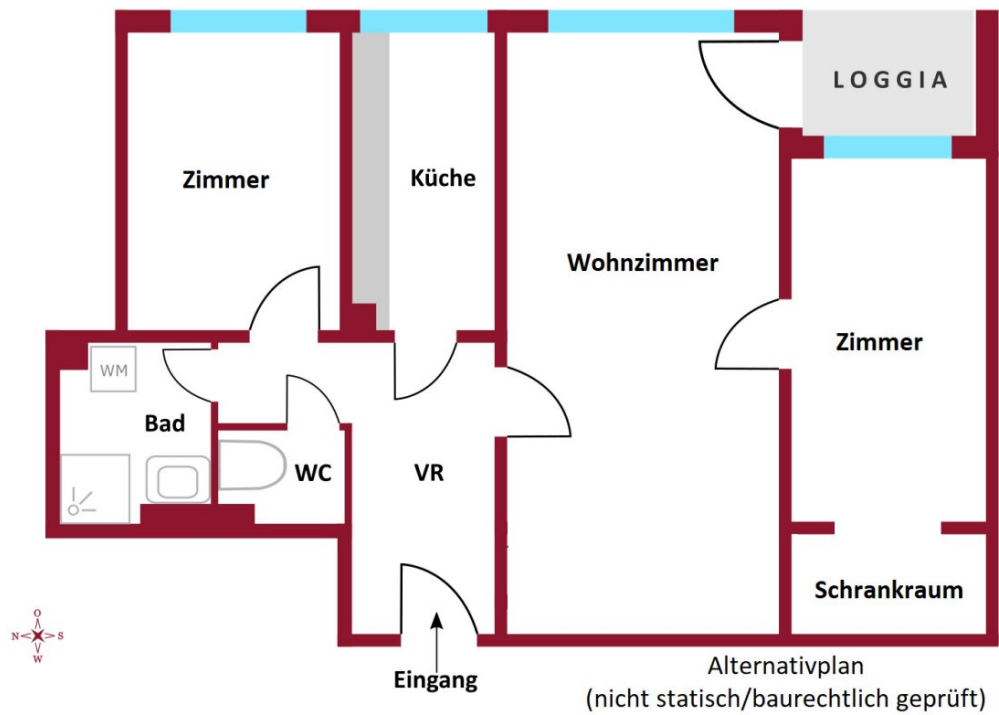 LOGGIA
Zimmer
Küche
Wohnzimmer
Zimmer
WM
Bad
WC
VR
Schrankraum
O
N S
W
Eingang
Alternativplan
(nicht statisch/baurechtlich geprüft)